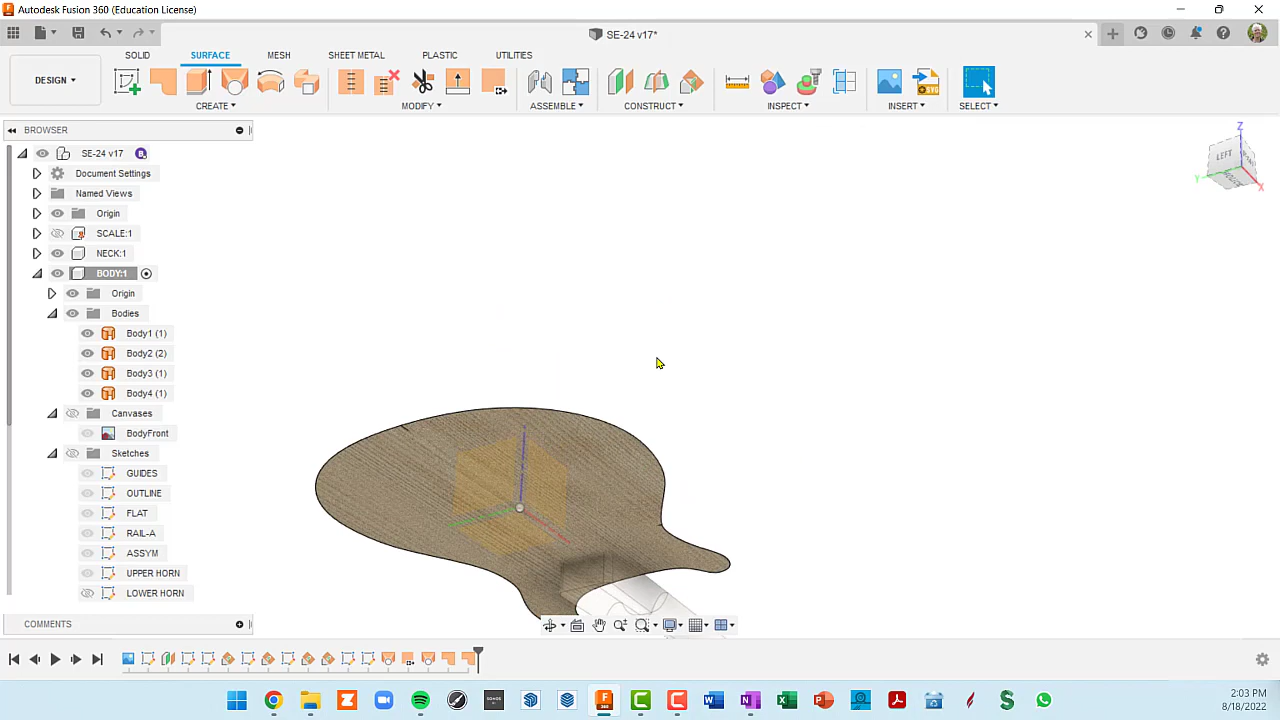 Autodesk Fusion 360 (Education License)
SE-24 v17*
SOLID SURFACE MESH SHEET METAL PLASTIC UTILITIES
DESIGN
CREATE MODIFY ASSEMBLE CONSTRUCT INSPECT INSERT SELECT
BROWSER
SE-24 v17
Document Settings
Named Views
Origin
SCALE:1
NECK:1
BODY:1
Origin
Bodies
Body1 (1)
Body2 (2)
Body3 (1)
Body4 (1)
Canvases
BodyFront
Sketches
GUIDES
OUTLINE
FLAT
RAIL-A
ASSYM
UPPER HORN
LOWER HORN
COMMENTS
Z
LEFT
Y
X
2:03 PM
8/18/2022